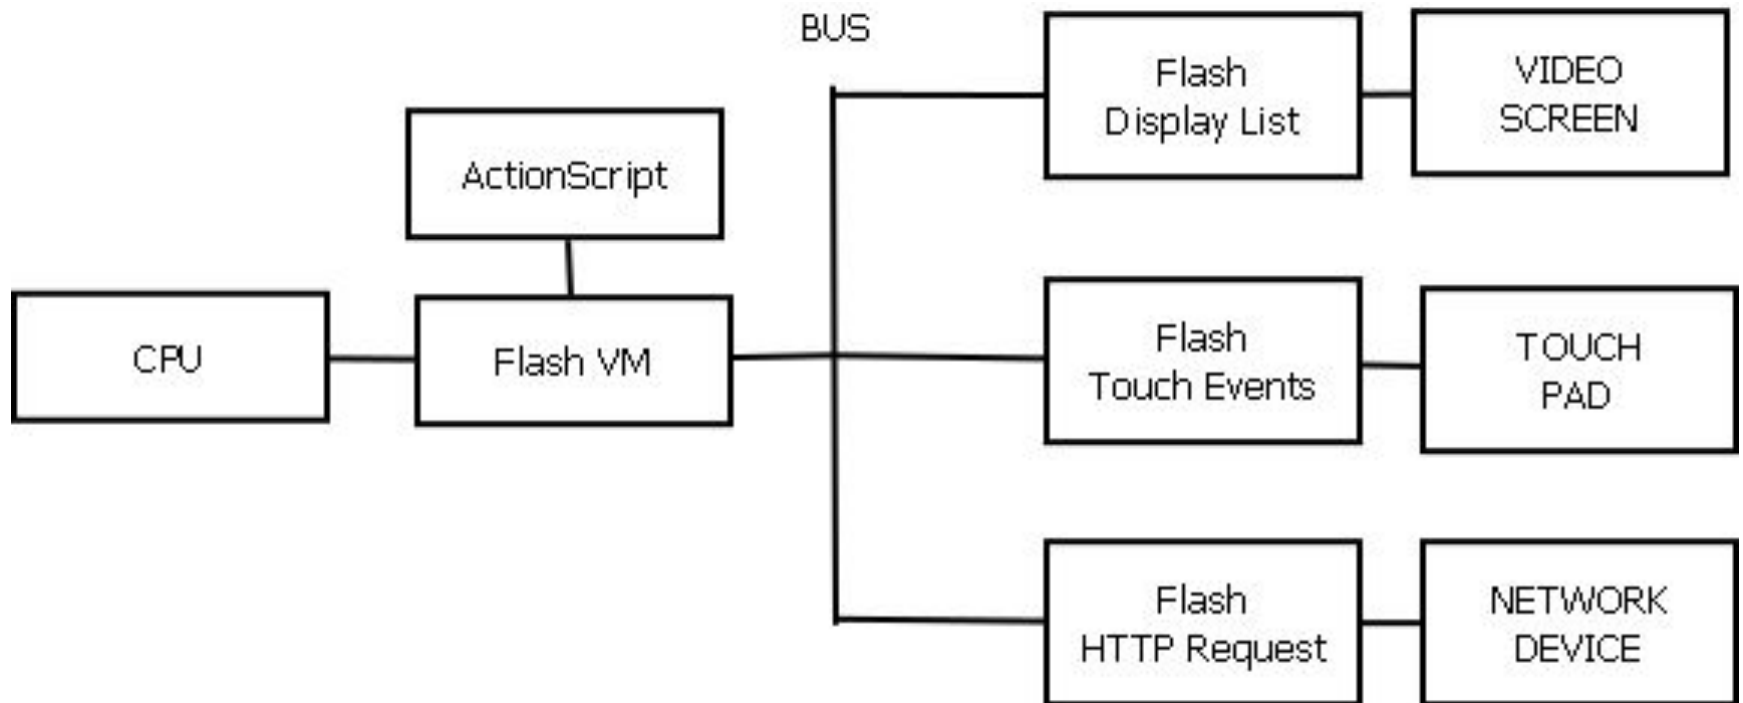 BUS
Flash
Display List
VIDEO
SCREEN
ActionScript
CPU
Flash VM
Flash
Touch Events
TOUCH
PAD
Flash
HTTP Request
NETWORK
DEVICE